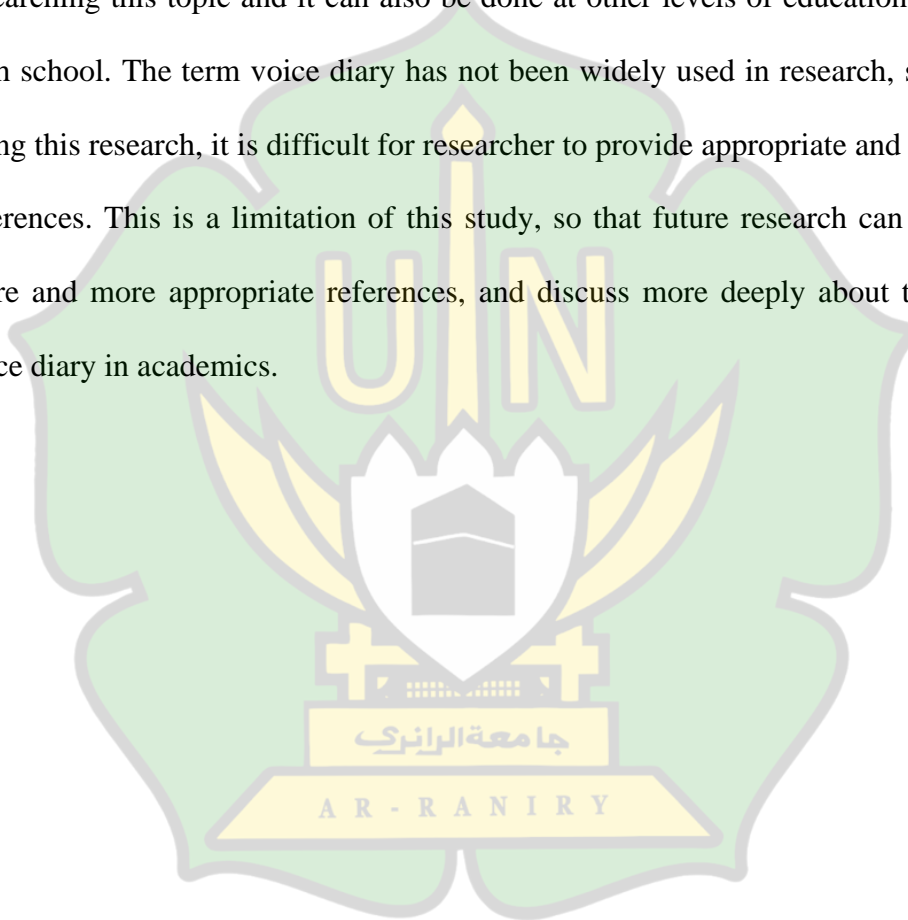 searching this topic and it can also be done at other levels of education
n school. The term voice diary has not been widely used in research, s
ng this research, it is difficult for researcher to provide appropriate and
erences. This is a limitation of this study, so that future research can
re and more appropriate references, and discuss more deeply about t
ce diary in academics.
UIN
جامعة الرانري
AR-RANIRY